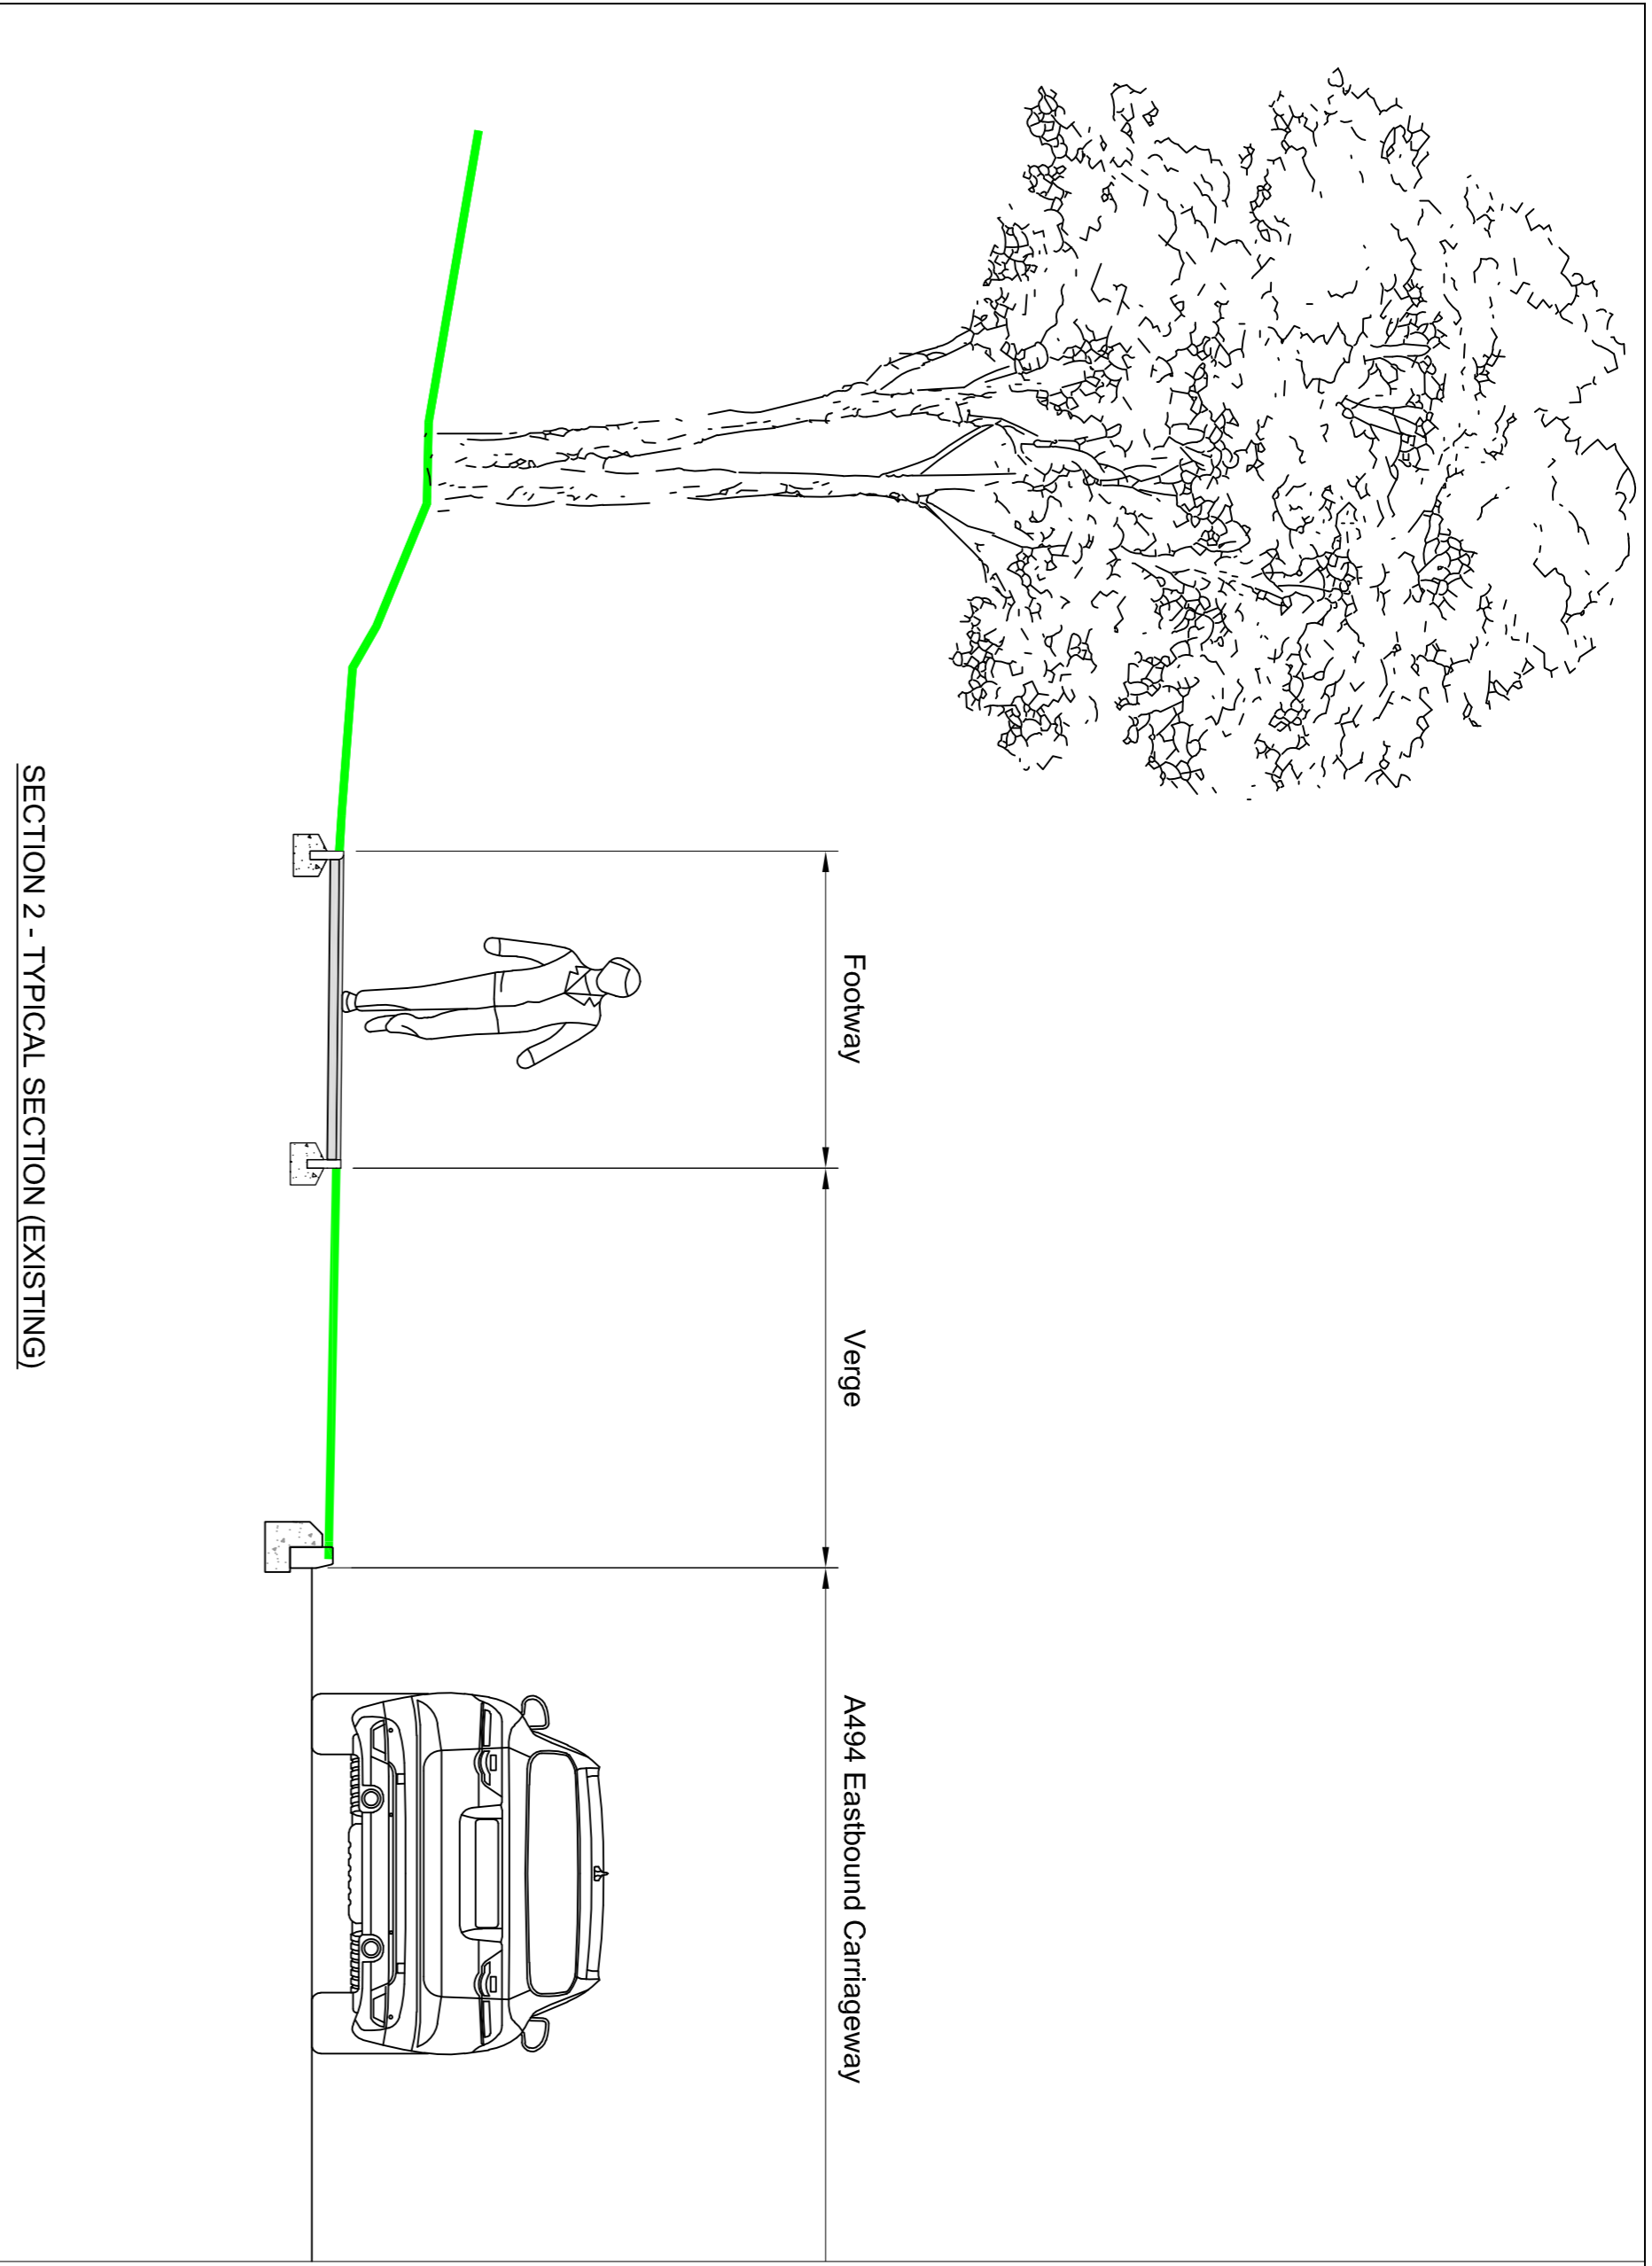 Footway
Verge
A494 Eastbound Carriageway
SECTION 2 - TYPICAL SECTION (EXISTING)